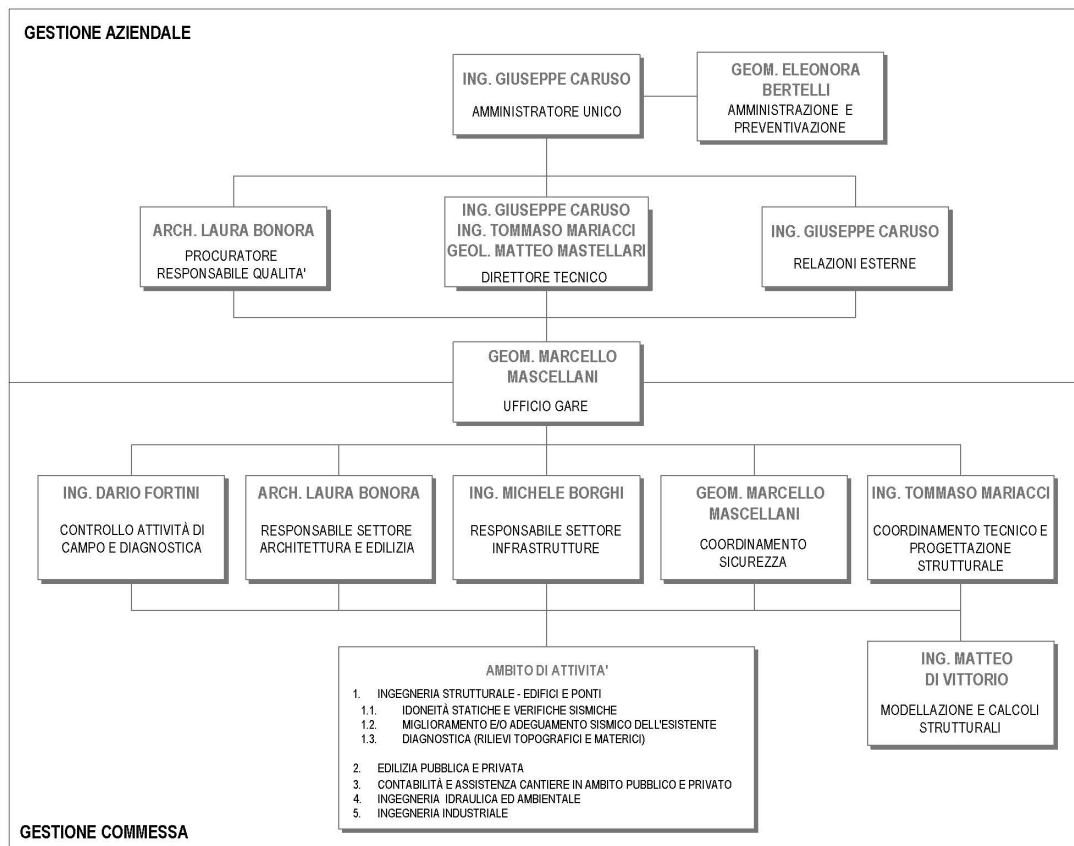 GESTIONE AZIENDALE
ING. GIUSEPPE CARUSO
AMMINISTRATORE UNICO
GEOM. ELEONORA
BERTELLI
AMMINISTRAZIONE E
PREVENTIVAZIONE
ARCH. LAURA BONORA
PROCURATORE
RESPONSABILE QUALITA'
ING. GIUSEPPE CARUSO
ING. TOMMASO MARIACCI
GEOL. MATTEO MASTELLARI
DIRETTORE TECNICO
ING. GIUSEPPE CARUSO
RELAZIONI ESTERNE
GEOM. MARCELLO
MASCELLANI
UFFICIO GARE
ING. DARIO FORTINI
CONTROLLO ATTIVITÀ DI
CAMPO E DIAGNOSTICA
ARCH. LAURA BONORA
RESPONSABILE SETTORE
ARCHITETTURA E EDILIZIA
ING. MICHELE BORGHI
RESPONSABILE SETTORE
INFRASTRUTTURE
GEOM. MARCELLO
MASCELLANI
COORDINAMENTO
SICUREZZA
ING. TOMMASO MARIACCI
COORDINAMENTO TECNICO E
PROGETTAZIONE
STRUTTURALE
AMBITO DI ATTIVITA'
1. INGEGNERIA STRUTTURALE - EDIFICI E PONTI
1.1. IDONEITÀ STATICHE E VERIFICHE SISMICHE
1.2. MIGLIORAMENTO E/O ADEGUAMENTO SISMICO DELL'ESISTENTE
1.3. DIAGNOSTICA (RILIEVI TOPOGRAFICI E MATERICI)
2. EDILIZIA PUBBLICA E PRIVATA
3. CONTABILITÀ E ASSISTENZA CANTIERE IN AMBITO PUBBLICO E PRIVATO
4. INGEGNERIA IDRAULICA ED AMBIENTALE
5. INGEGNERIA INDUSTRIALE
ING. MATTEO
DI VITTORIO
MODELLAZIONE E CALCOLI
STRUTTURALI
GESTIONE COMMESSA